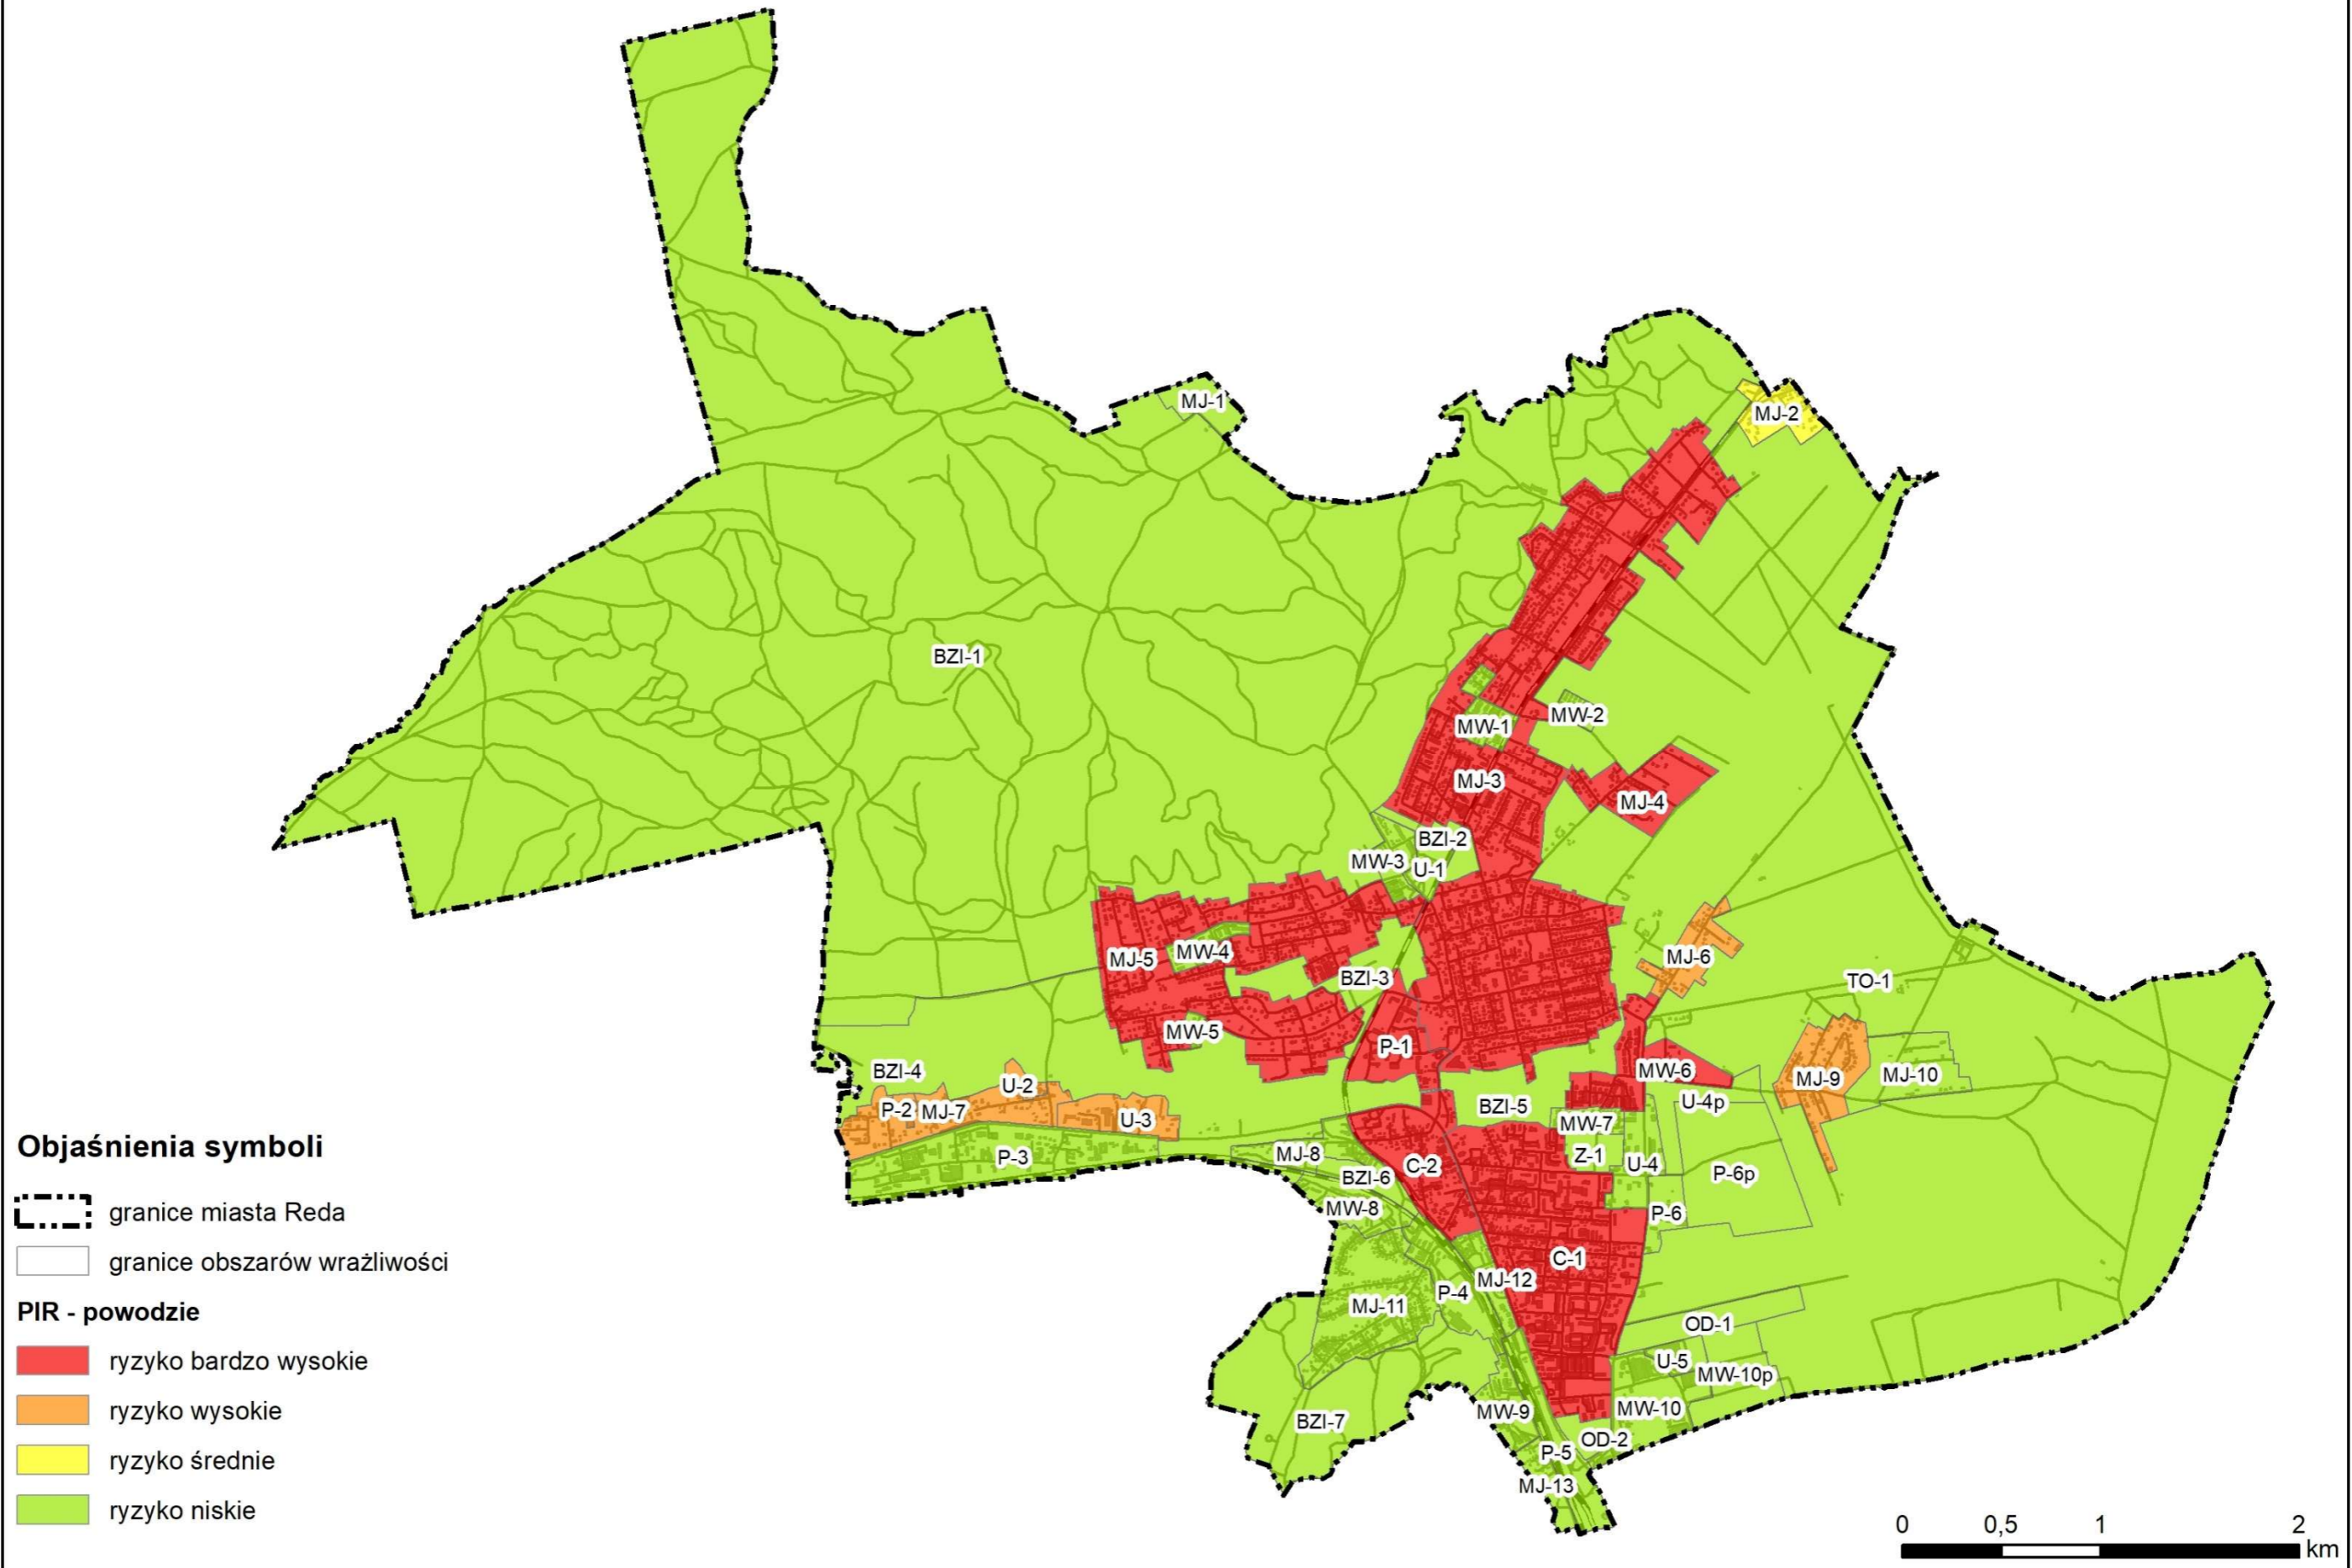 MJ-1
MJ-2
BZI-1
MW-2
MW-1
MJ-3
MJ-4
BZI-2
MW-3
U-1
MW-4
MJ-5
MJ-6
BZI-3
TO-1
MW-5
P-1
BZI-4
MW-6
MJ-10
MJ-9
U-2
U-4p
BZI-5
P-2
MJ-7
U-3
MW-7
MJ-8
P-3
Z-1
U-4
C-2
P-6p
BZI-6
MW-8
P-6
C-1
MJ-12
P-4
MJ-11
OD-1
U-5
MW-10p
MW-10
MW-9
BZI-7
OD-2
P-5
MJ-13
Objaśnienia symboli
granice miasta Reda
granice obszarów wrażliwości
PIR - powodzie
ryzyko bardzo wysokie
ryzyko wysokie
ryzyko średnie
ryzyko niskie
0 0,5 1 2
km